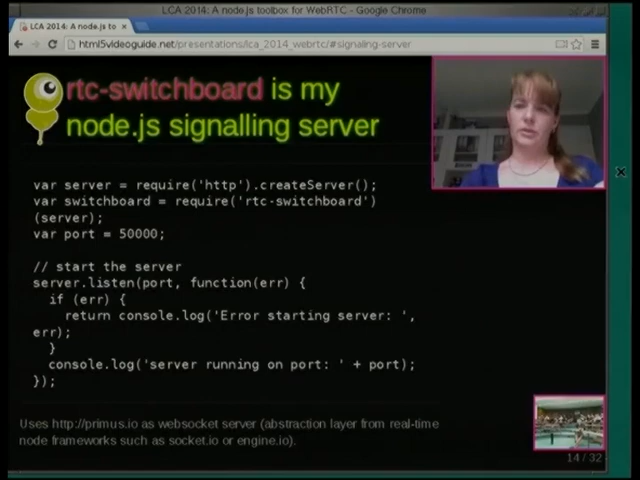 LCA 2014: A node.js toolbox for WebRTC - Google Chrome
LCA 2014: A node.js to
html5videoguide.net/presentations/lca_2014_webrtc/#signaling-server
rtc-switchboard is my
node.js signalling server
var server = require('http').createServer();
var switchboard = require('rtc-switchboard')
(server);
var port = 50000;
// start the server
server.listen(port, function(err) {
if (err) {
return console.log('Error starting server: ',
err);
}
console.log('server running on port: ' + port);
});
Uses http://primus.io as websocket server (abstraction layer from real-time
node frameworks such as socket.io or engine.io).
14 / 32